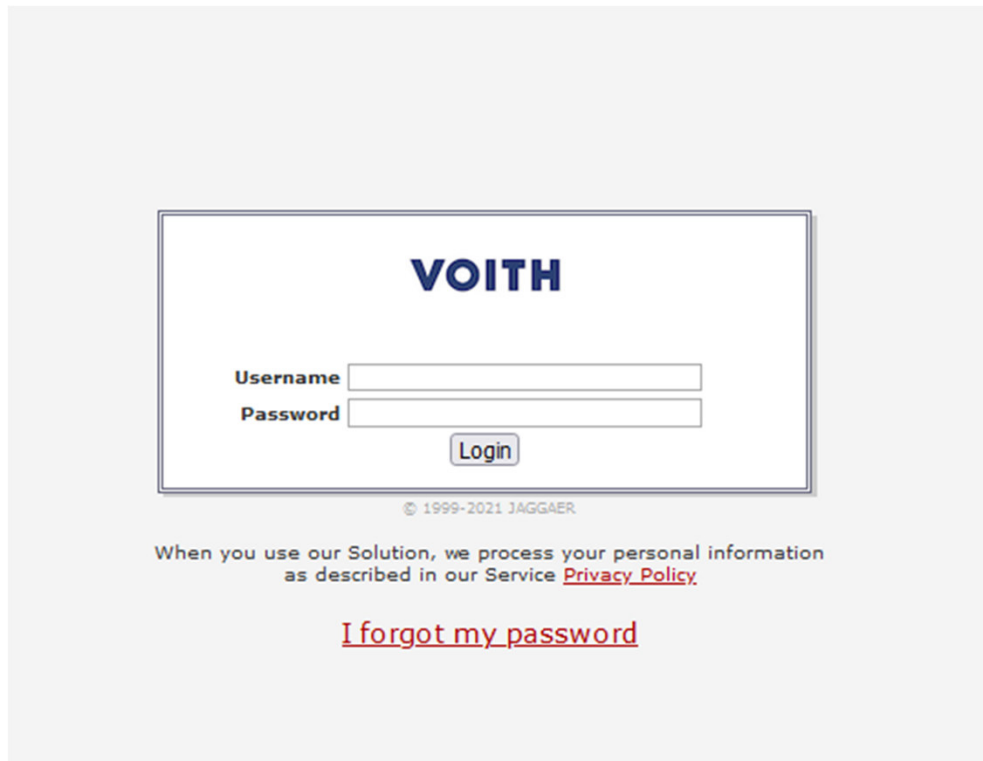 VOITH
Username
Password
Login
© 1999-2021 JAGGAER
When you use our Solution, we process your personal information
as described in our Service Privacy Policy
I forgot my password